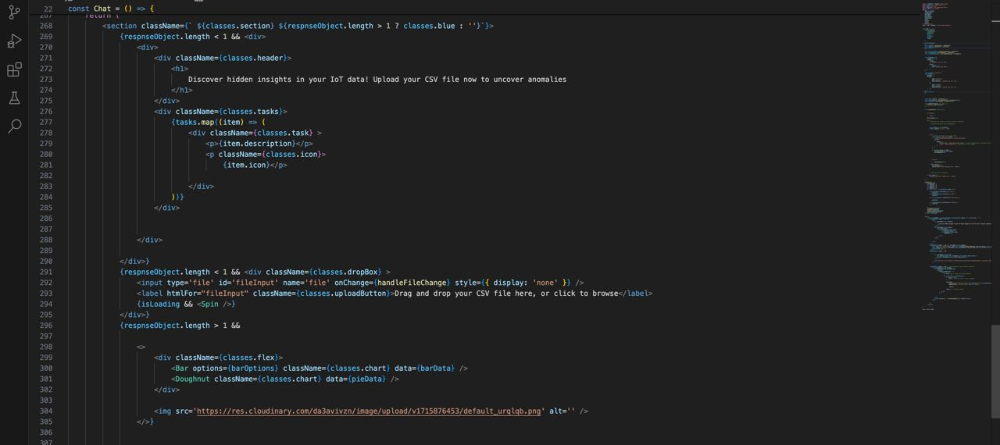 22 const Chat = () => {
267 return (
268 <section className={` ${classes.section} ${respnseObject.length > 1 ? classes.blue : ''}`}>
269 {respnseObject.length < 1 && <div>
270 <div>
271 <div className={classes.header}>
272 <h1>
273 Discover hidden insights in your IoT data! Upload your CSV file now to uncover anomalies
274 </h1>
275 </div>
276 <div className={classes.tasks}>
277 {tasks.map((item) => (
278 <div className={classes.task} >
279 <p>{item.description}</p>
280 <p className={classes.icon}>
281 {item.icon}</p>
282
283 </div>
284 ))}
285 </div>
286
287
288 </div>
289
290 </div>}
291 {respnseObject.length < 1 && <div className={classes.dropBox} >
292 <input type='file' id='fileInput' name='file' onChange={handleFileChange} style={{ display: 'none' }} />
293 <label htmlFor="fileInput" className={classes.uploadButton}>Drag and drop your CSV file here, or click to browse</label>
294 {isLoading && <Spin />}
295 </div>}
296 {respnseObject.length > 1 &&
297
298 <>
299 <div className={classes.flex}>
300 <Bar options={barOptions} className={classes.chart} data={barData} />
301 <Doughnut className={classes.chart} data={pieData} />
302 </div>
303
304 <img src='https://res.cloudinary.com/da3avivzn/image/upload/v1715876453/default_urqlqb.png' alt='' />
305 </>}
306
307